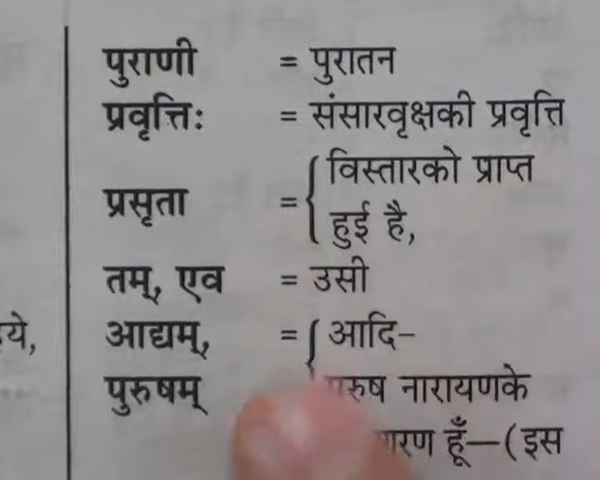 पुराणी = पुरातन
प्रवृत्तिः = संसारवृक्षकी प्रवृत्ति
विस्तारको प्राप्त
प्रसृता =
हुई है,
तम्, एव = उसी
ये,
आद्यम्, = आदि-
पुरुषम् नारायणके
हूँ—(इस